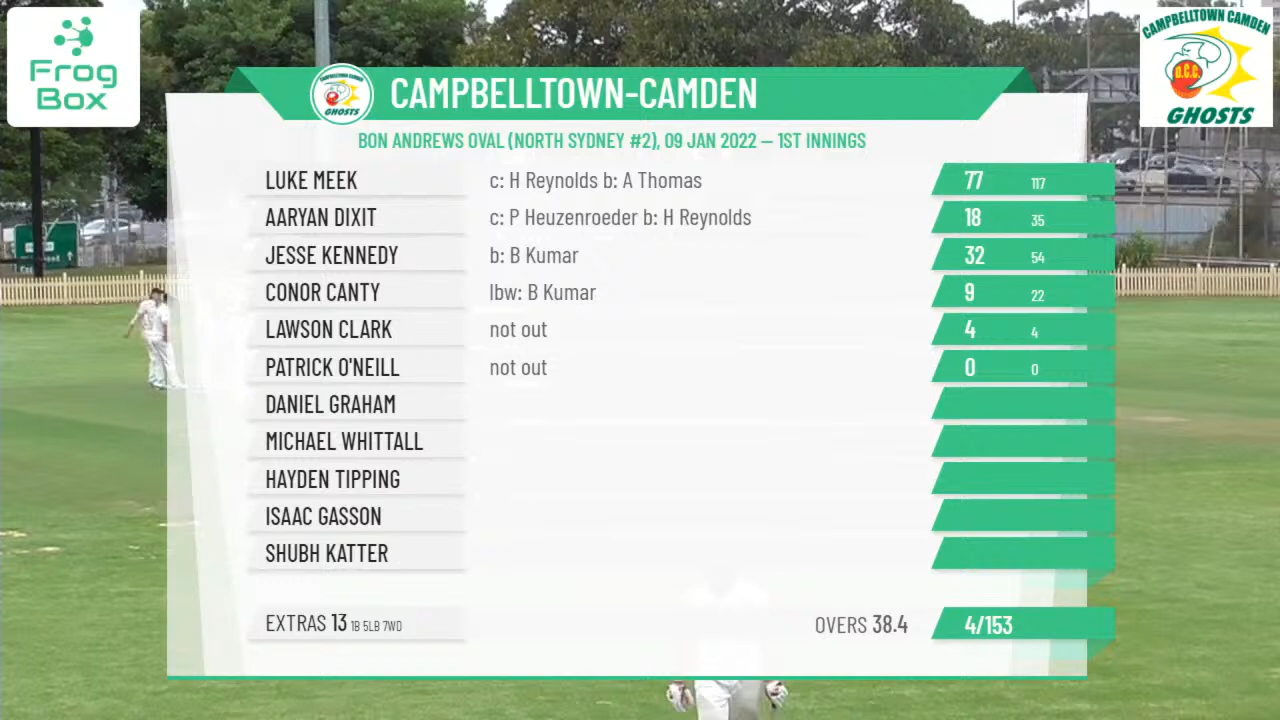 Frog
Box
CAMPBELLTOWN CAMDEN
D.C.C.
GHOSTS
CAMPBELLTOWN-CAMDEN
GHOSTS
BON ANDREWS OVAL (NORTH SYDNEY #2), 09 JAN 2022 – 1ST INNINGS
LUKE MEEK c: H Reynolds b: A Thomas 77 117
AARYAN DIXIT c: P Heuzenroeder b: H Reynolds 18 35
JESSE KENNEDY b: B Kumar 32 54
CONOR CANTY lbw: B Kumar 9 22
LAWSON CLARK not out 4 4
PATRICK O'NEILL not out 0 0
DANIEL GRAHAM
MICHAEL WHITTALL
HAYDEN TIPPING
ISAAC GASSON
SHUBH KATTER
EXTRAS 13 1B 5LB 7WD OVERS 38.4 4/153